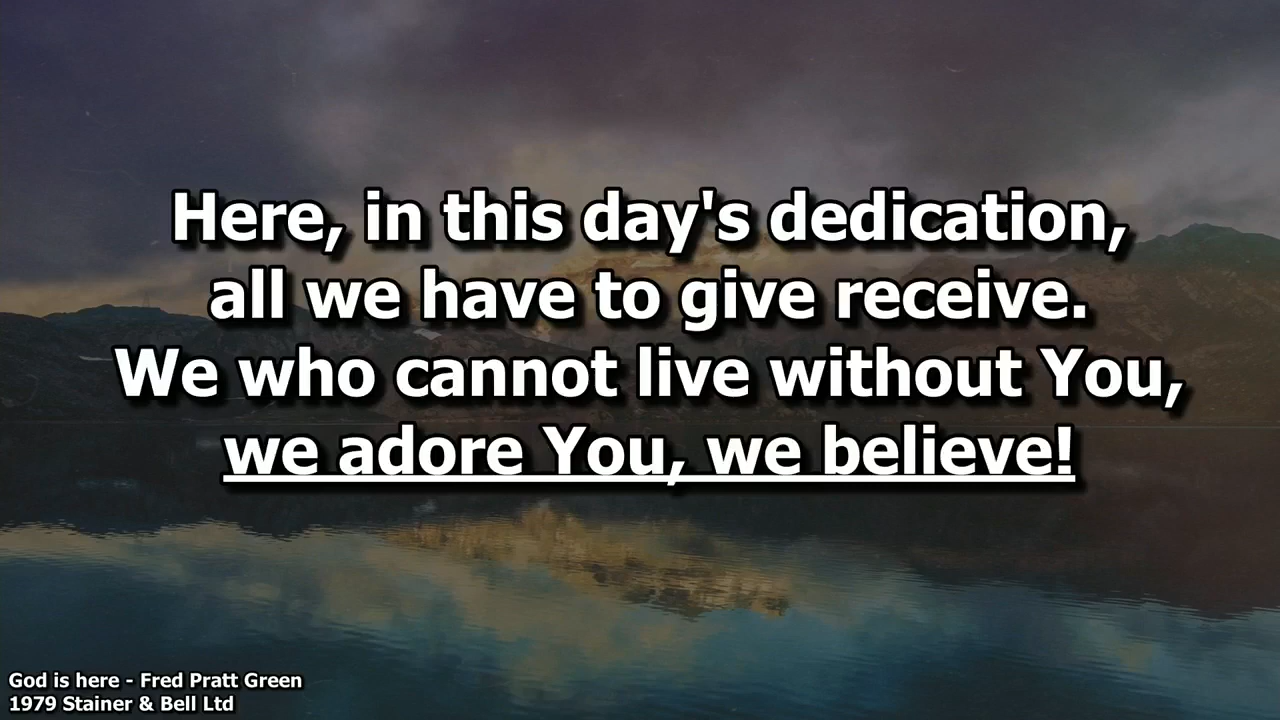 Here, in this day's dedication,
all we have to give receive.
We who cannot live without You,
we adore You, we believe!
God is here - Fred Pratt Green
1979 Stainer & Bell Ltd